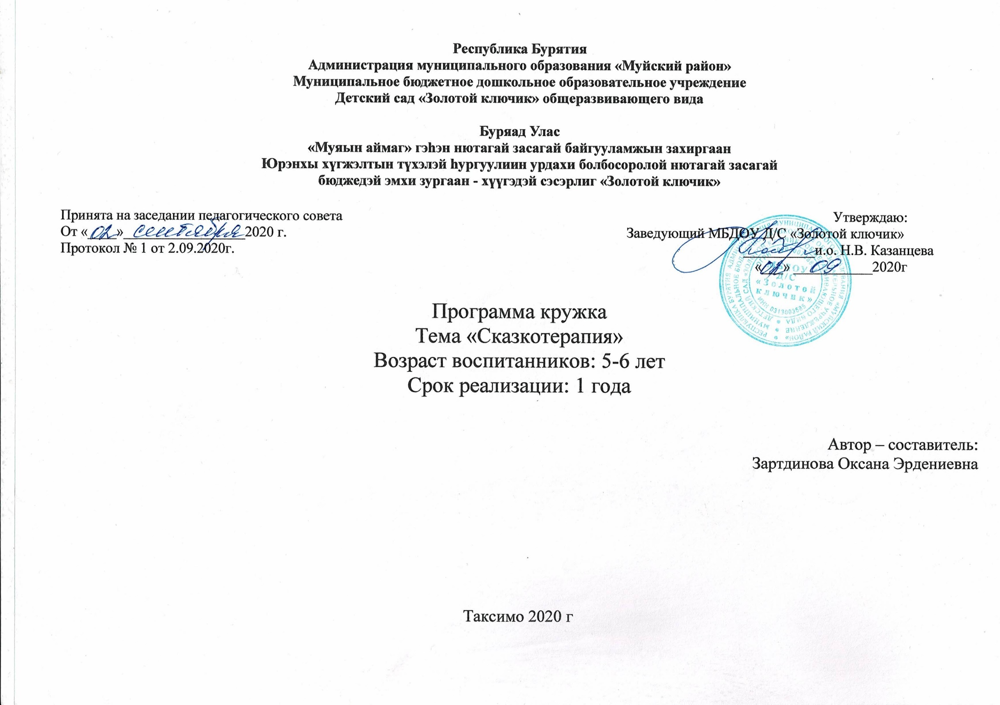 Республика Бурятия
Администрация муниципального образования «Муйский район»
Муниципальное бюджетное дошкольное образовательное учреждение
Детский сад «Золотой ключик» общеразвивающего вида
Буряад Улас
«Муяын аймаг» гэһэн нютагай засагай байгууламжын захиргаан
Юрэнхы хүгжэлтын түхэлэй һургуулиин урдахи болбосоролой нютагай засагай
бюджедэй эмхи зургаан - хүүгэдэй сэсэрлиг «Золотой ключик»
Принята на заседании педагогического совета
От «02» сентября 2020 г.
Протокол № 1 от 2.09.2020г.
Утверждаю:
Заведующий МБДОУ Д/С «Золотой ключик»
и.о. Н.В. Казанцева
«02» 09 2020г
МБДОУ
Д/С
«Золотой
ключик»
ИНН 0313003585
Программа кружка
Тема «Сказкотерапия»
Возраст воспитанников: 5-6 лет
Срок реализации: 1 года
Автор – составитель:
Зартдинова Оксана Эрдениевна
Таксимо 2020 г